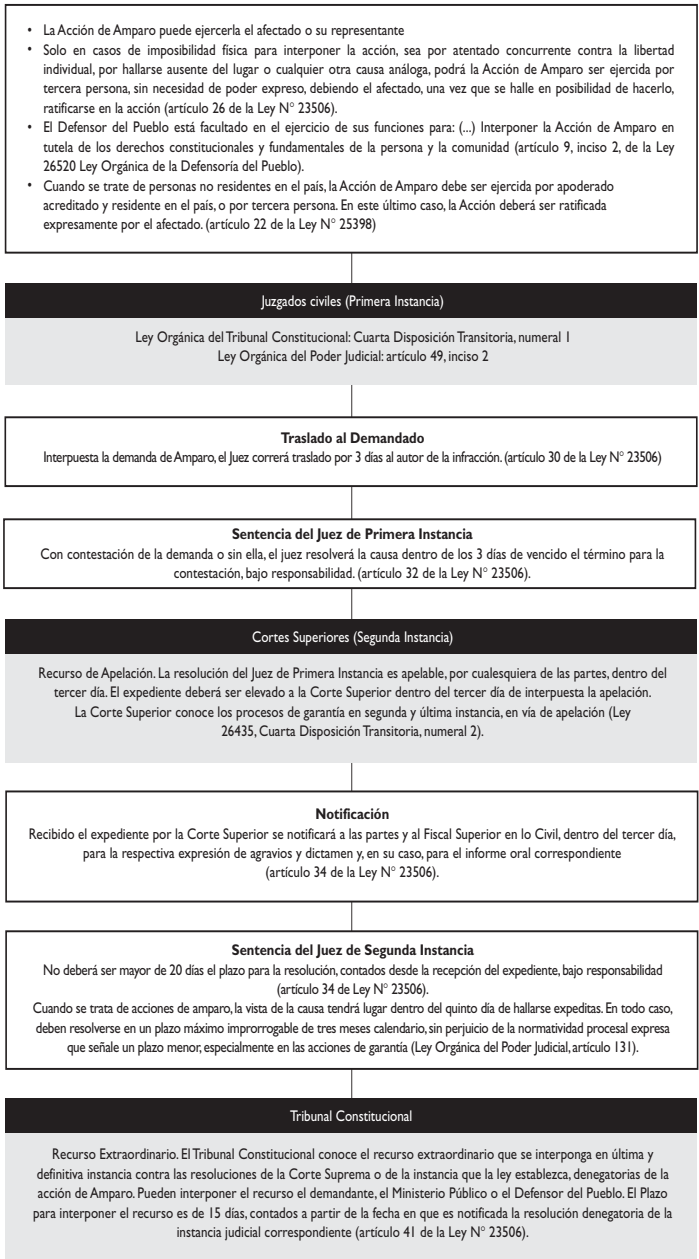 • La Acción de Amparo puede ejercerla el afectado o su representante
• Solo en casos de imposibilidad física para interponer la acción, sea por atentado concurrente contra la libertad
individual, por hallarse ausente del lugar o cualquier otra causa análoga, podrá la Acción de Amparo ser ejercida por
tercera persona, sin necesidad de poder expreso, debiendo el afectado, una vez que se halle en posibilidad de hacerlo,
ratificarse en la acción (artículo 26 de la Ley N° 23506).
• El Defensor del Pueblo está facultado en el ejercicio de sus funciones para: (...) Interponer la Acción de Amparo en
tutela de los derechos constitucionales y fundamentales de la persona y la comunidad (artículo 9, inciso 2, de la Ley
26520 Ley Orgánica de la Defensoría del Pueblo).
• Cuando se trate de personas no residentes en el país, la Acción de Amparo debe ser ejercida por apoderado
acreditado y residente en el país, o por tercera persona. En este último caso, la Acción deberá ser ratificada
expresamente por el afectado. (artículo 22 de la Ley N° 25398)
Juzgados civiles (Primera Instancia)
Ley Orgánica del Tribunal Constitucional: Cuarta Disposición Transitoria, numeral 1
Ley Orgánica del Poder Judicial: artículo 49, inciso 2
Traslado al Demandado
Interpuesta la demanda de Amparo, el Juez correrá traslado por 3 días al autor de la infracción. (artículo 30 de la Ley N° 23506)
Sentencia del Juez de Primera Instancia
Con contestación de la demanda o sin ella, el juez resolverá la causa dentro de los 3 días de vencido el término para la
contestación, bajo responsabilidad. (artículo 32 de la Ley N° 23506).
Cortes Superiores (Segunda Instancia)
Recurso de Apelación. La resolución del Juez de Primera Instancia es apelable, por cualesquiera de las partes, dentro del
tercer día. El expediente deberá ser elevado a la Corte Superior dentro del tercer día de interpuesta la apelación.
La Corte Superior conoce los procesos de garantía en segunda y última instancia, en vía de apelación (Ley
26435, Cuarta Disposición Transitoria, numeral 2).
Notificación
Recibido el expediente por la Corte Superior se notificará a las partes y al Fiscal Superior en lo Civil, dentro del tercer día,
para la respectiva expresión de agravios y dictamen y, en su caso, para el informe oral correspondiente
(artículo 34 de la Ley N° 23506).
Sentencia del Juez de Segunda Instancia
No deberá ser mayor de 20 días el plazo para la resolución, contados desde la recepción del expediente, bajo responsabilidad
(artículo 34 de Ley N° 23506).
Cuando se trata de acciones de amparo, la vista de la causa tendrá lugar dentro del quinto día de hallarse expeditas. En todo caso,
deben resolverse en un plazo máximo improrrogable de tres meses calendario, sin perjuicio de la normatividad procesal expresa
que señale un plazo menor, especialmente en las acciones de garantía (Ley Orgánica del Poder Judicial, artículo 131).
Tribunal Constitucional
Recurso Extraordinario. El Tribunal Constitucional conoce el recurso extraordinario que se interponga en última y
definitiva instancia contra las resoluciones de la Corte Suprema o de la instancia que la ley establezca, denegatorias de la
acción de Amparo. Pueden interponer el recurso el demandante, el Ministerio Público o el Defensor del Pueblo. El Plazo
para interponer el recurso es de 15 días, contados a partir de la fecha en que es notificada la resolución denegatoria de la
instancia judicial correspondiente (artículo 41 de la Ley N° 23506).